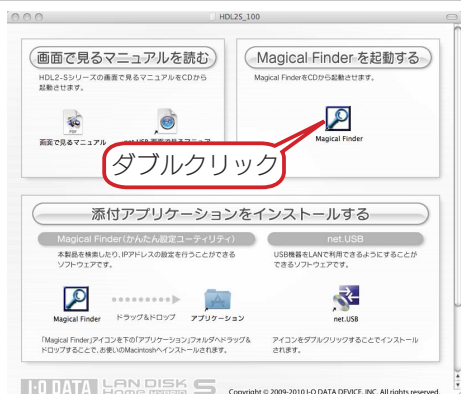 HDL2S_100
画面で見るマニュアルを読む
HDL2-Sシリーズの画面で見るマニュアルをCDから
起動させます。
PDF
画面で見るマニュアル
Magical Finder を起動する
Magical FinderをCDから起動させます。
Magical Finder
ダブルクリック
添付アプリケーションをインストールする
Magical Finder(かんたん設定ユーティリティ)
本製品を検索したり、IPアドレスの設定を行うことができる
ソフトウェアです。
Magical Finder
ドラッグ&ドロップ
アプリケーション
「Magical Finder」アイコンを下の「アプリケーション」フォルダへドラッグ&
ドロップすることで、お使いのMacintoshへインストールされます。
net.USB
USB機器をLANで利用できるようにすることが
できるソフトウェアです。
net.USB
アイコンをダブルクリックすることでインストール
されます。
I-O DATA
LAN DISK
Copyright © 2009-2010 I-O DATA DEVICE, INC. All rights reserved.